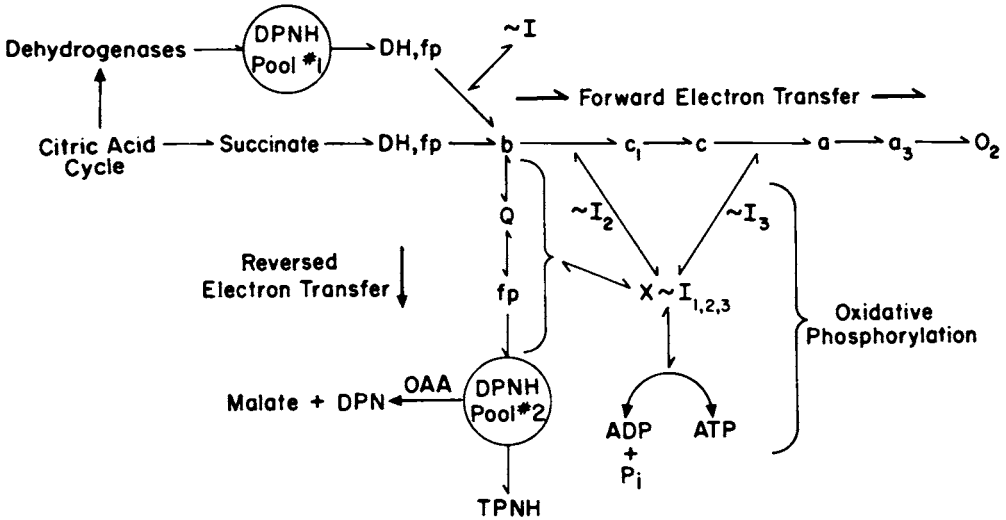 DPNH
Pool #1
Dehydrogenases
DH,fp
~I
Forward Electron Transfer
Citric Acid
Cycle
Succinate
DH,fp
b
c₁
c
a
a₃
O₂
Q
~I₂
~I₃
Reversed
Electron Transfer
fp
X~I₁,₂,₃
Oxidative
Phosphorylation
OAA
Malate + DPN
DPNH
Pool #2
ADP
+
Pi
ATP
TPNH